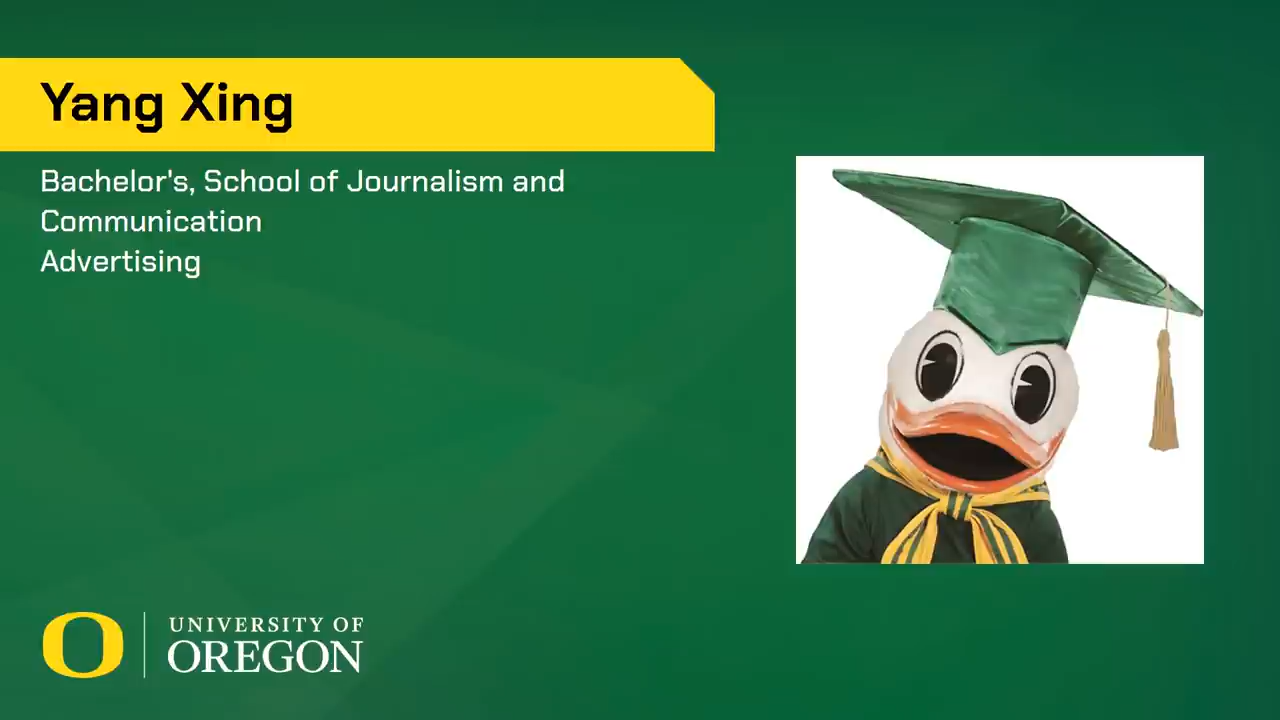 Yang Xing
Bachelor's, School of Journalism and
Communication
Advertising
UNIVERSITY OF
OREGON